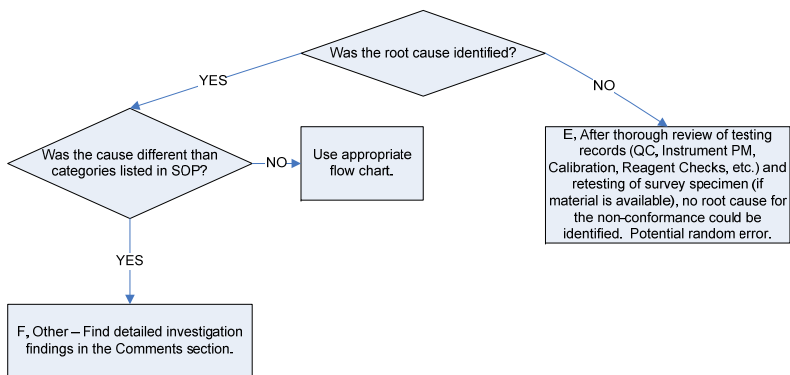 Was the root cause identified?
YES
NO
Was the cause different than
categories listed in SOP?
NO
Use appropriate
flow chart.
E, After thorough review of testing
records (QC, Instrument PM,
Calibration, Reagent Checks, etc.) and
retesting of survey specimen (if
material is available), no root cause for
the non-conformance could be
identified. Potential random error.
YES
F, Other – Find detailed investigation
findings in the Comments section.